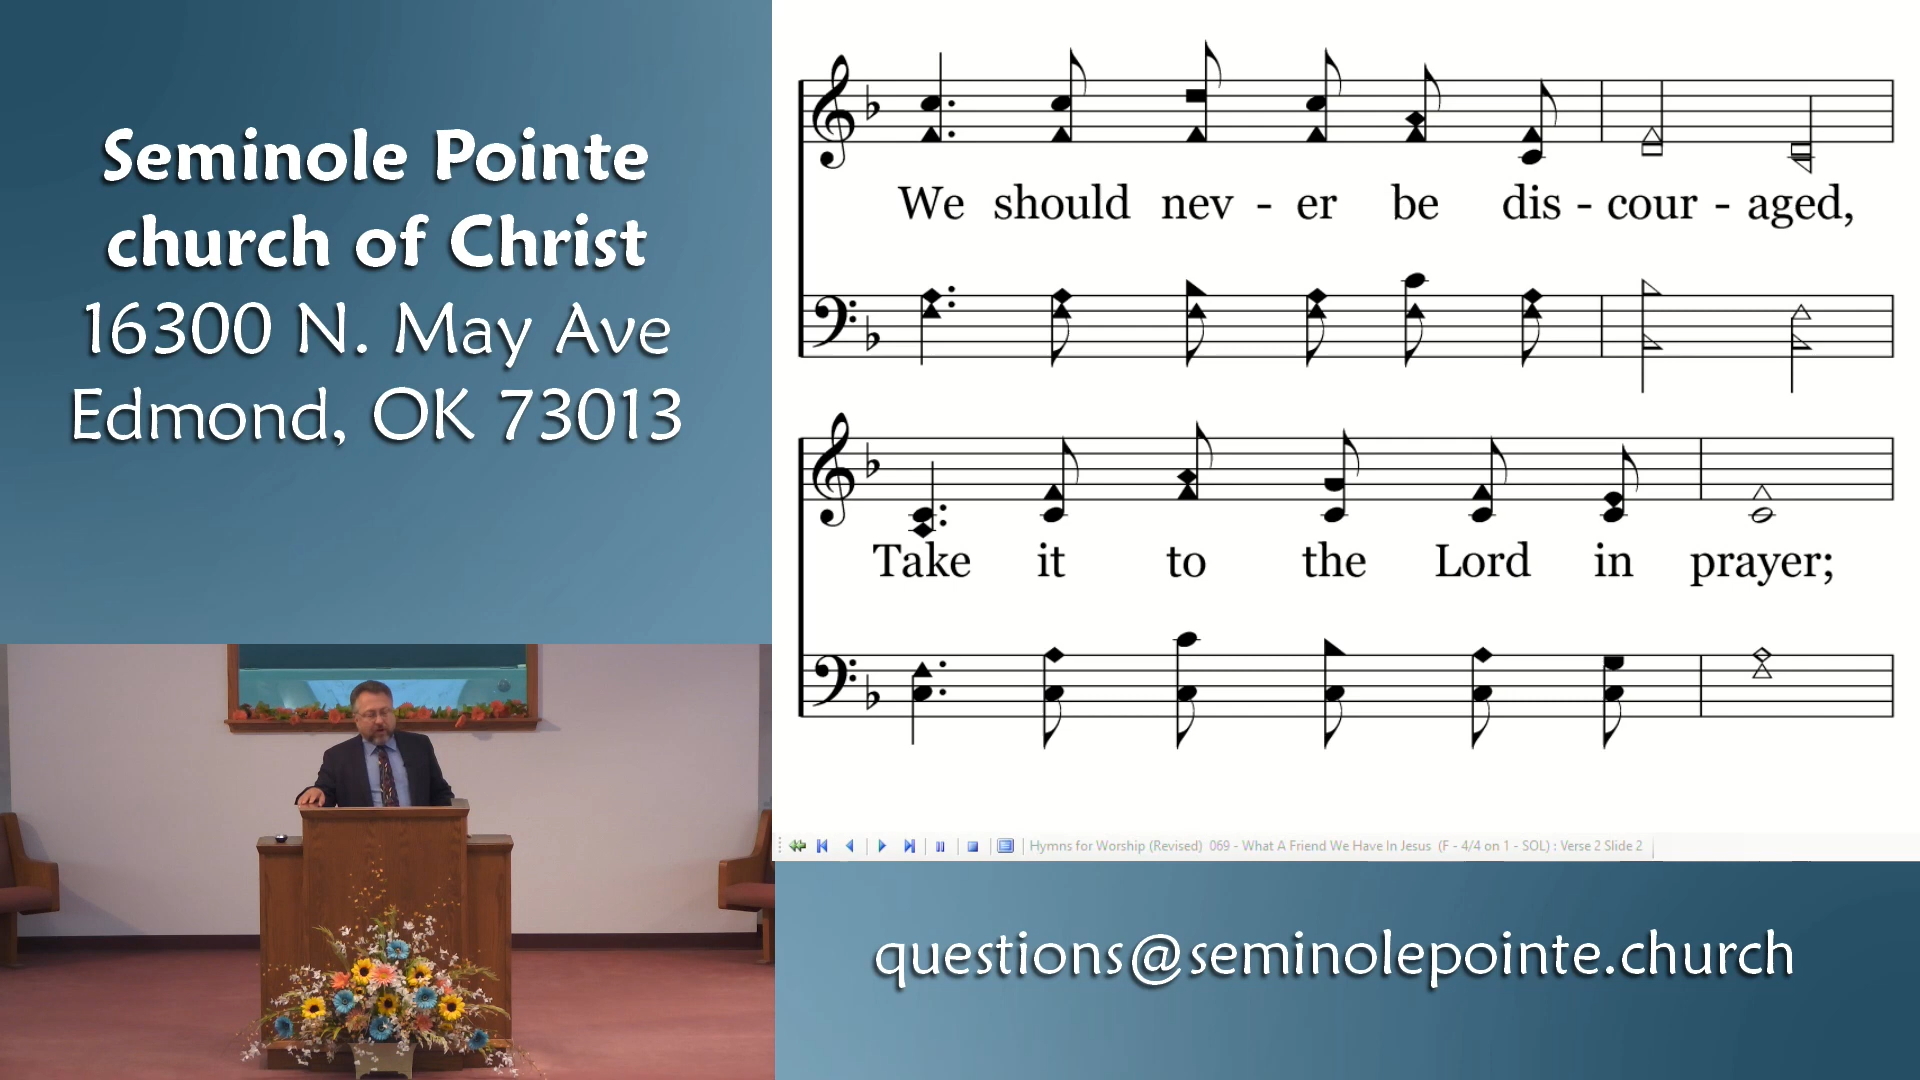 Seminole Pointe
church of Christ
16300 N. May Ave
Edmond, OK 73013
We should nev - er be dis - cour - aged,
Take it to the Lord in prayer;
Hymns for Worship (Revised) 069 - What A Friend We Have In Jesus (F - 4/4 on 1 - SOL) : Verse 2 Slide 2
questions@seminolepointe.church